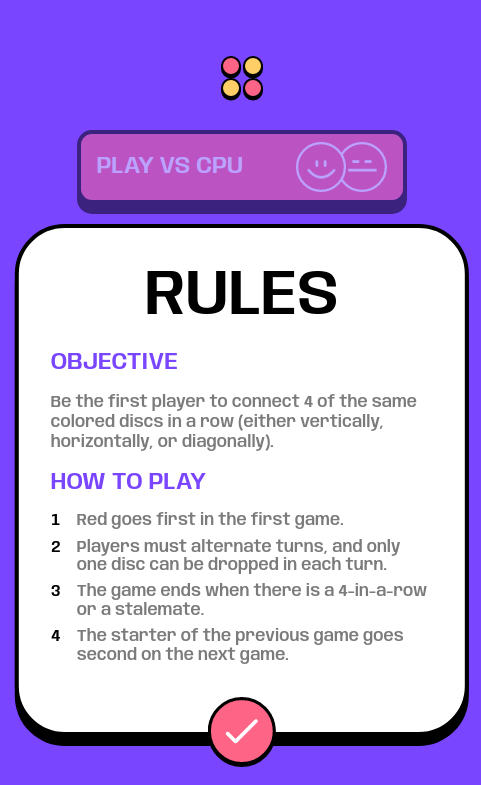 PLAY VS CPU
RULES
OBJECTIVE
Be the first player to connect 4 of the same
colored discs in a row (either vertically,
horizontally, or diagonally).
HOW TO PLAY
1 Red goes first in the first game.
2 Players must alternate turns, and only
one disc can be dropped in each turn.
3 The game ends when there is a 4-in-a-row
or a stalemate.
4 The starter of the previous game goes
second on the next game.